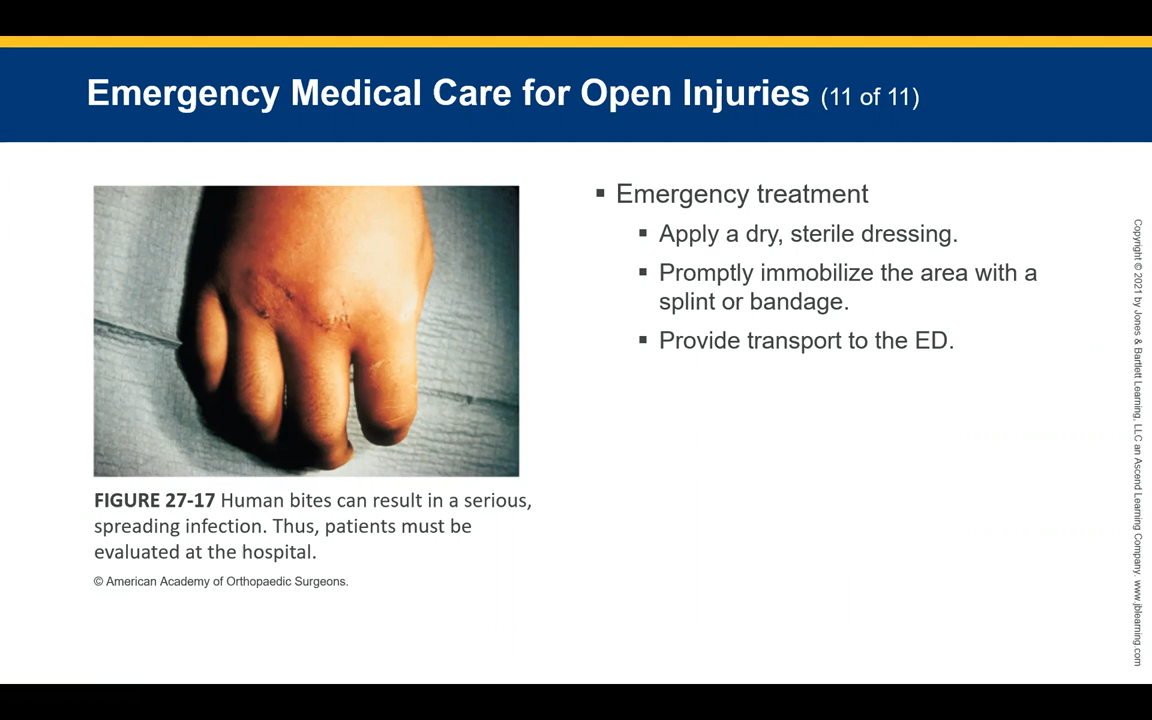 Emergency Medical Care for Open Injuries (11 of 11)
▪ Emergency treatment
▪ Apply a dry, sterile dressing.
▪ Promptly immobilize the area with a
splint or bandage.
▪ Provide transport to the ED.
FIGURE 27-17 Human bites can result in a serious,
spreading infection. Thus, patients must be
evaluated at the hospital.
© American Academy of Orthopaedic Surgeons.
Copyright © 2021 by Jones & Bartlett Learning, LLC an Ascend Learning Company. www.jblearning.com